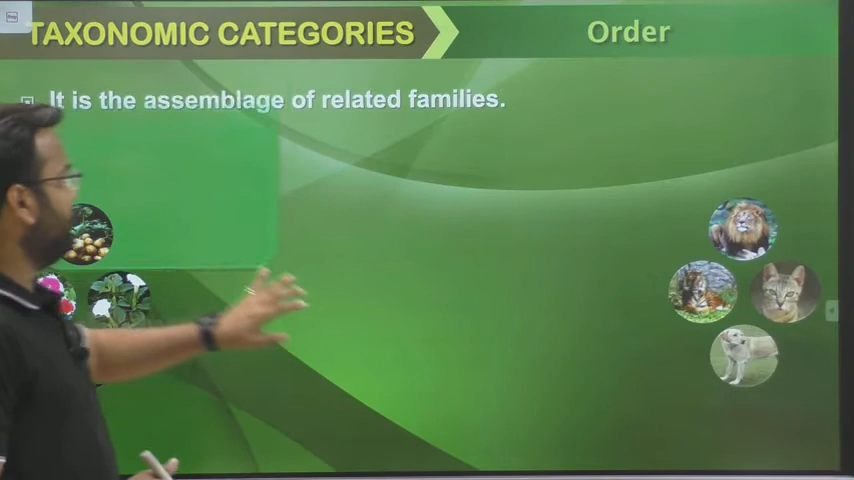 TAXONOMIC CATEGORIES
Order
It is the assemblage of related families.